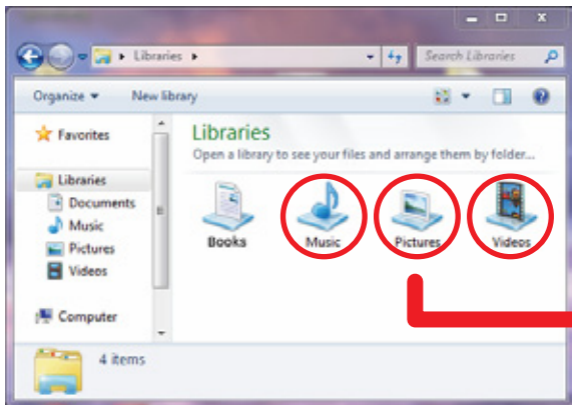 Libraries
Search Libraries
Organize
New library
Favorites
Libraries
Documents
Music
Pictures
Videos
Computer
Libraries
Open a library to see your files and arrange them by folder...
Books
Music
Pictures
Videos
4 items